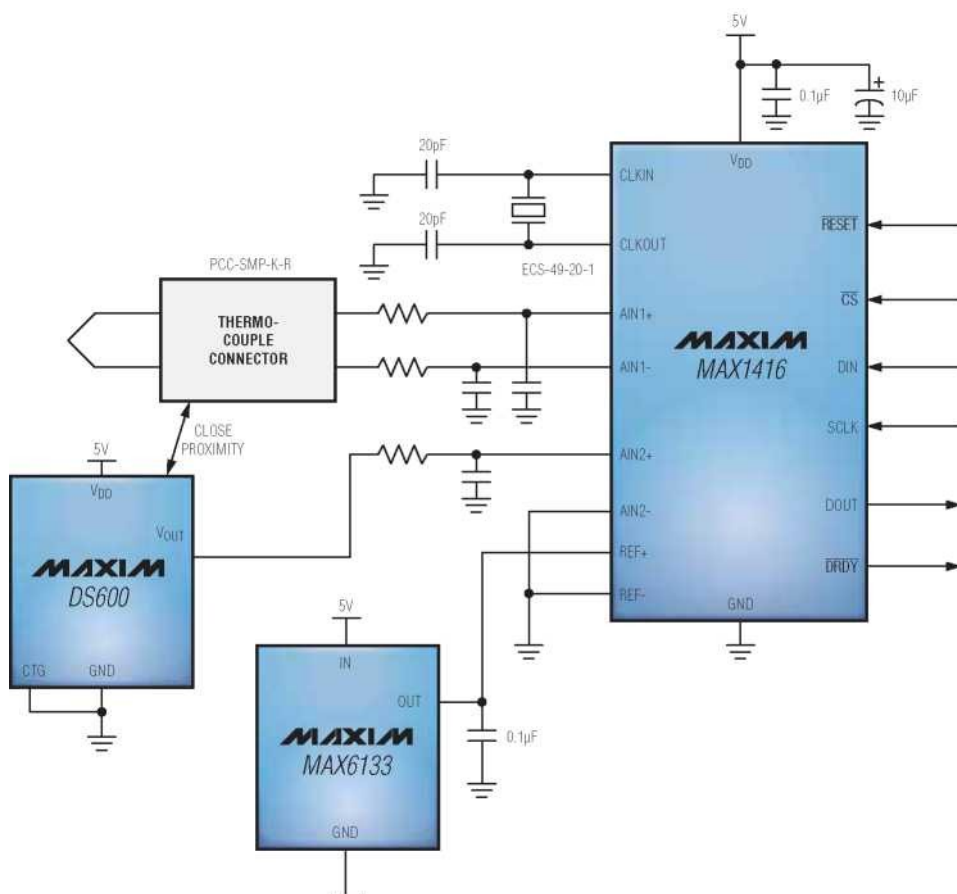 5V
0.1µF
10µF
20pF
VDD
CLKIN
20pF
RESET
CLKOUT
PCC-SMP-K-R
ECS-49-20-1
CS
THERMO-
COUPLE
CONNECTOR
AIN1+
MAXIM
MAX1416
AIN1-
DIN
CLOSE
PROXIMITY
SCLK
5V
AIN2+
VDD
VOUT
DOUT
AIN2-
MAXIM
DS600
REF+
DRDY
REF-
5V
GND
CTG
GND
IN
OUT
MAXIM
MAX6133
0.1µF
GND